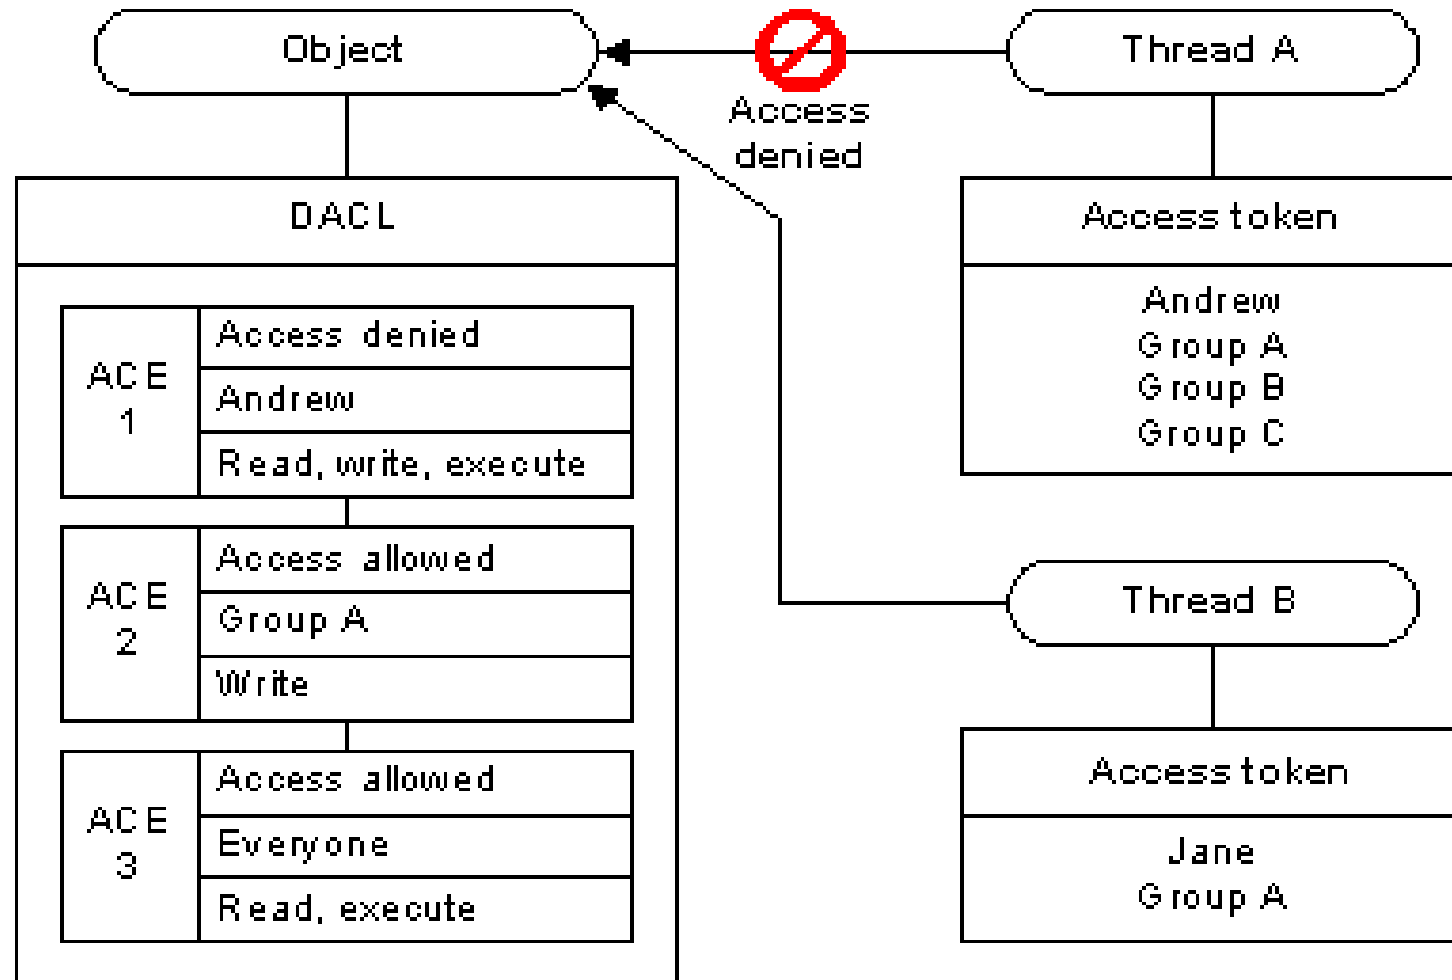 Object
Thread A
Access
denied
DACL
Access token
Andrew
Group A
Group B
Group C
ACE
1
Access denied
Andrew
Read, write, execute
ACE
2
Access allowed
Group A
Write
ACE
3
Access allowed
Everyone
Read, execute
Thread B
Access token
Jane
Group A